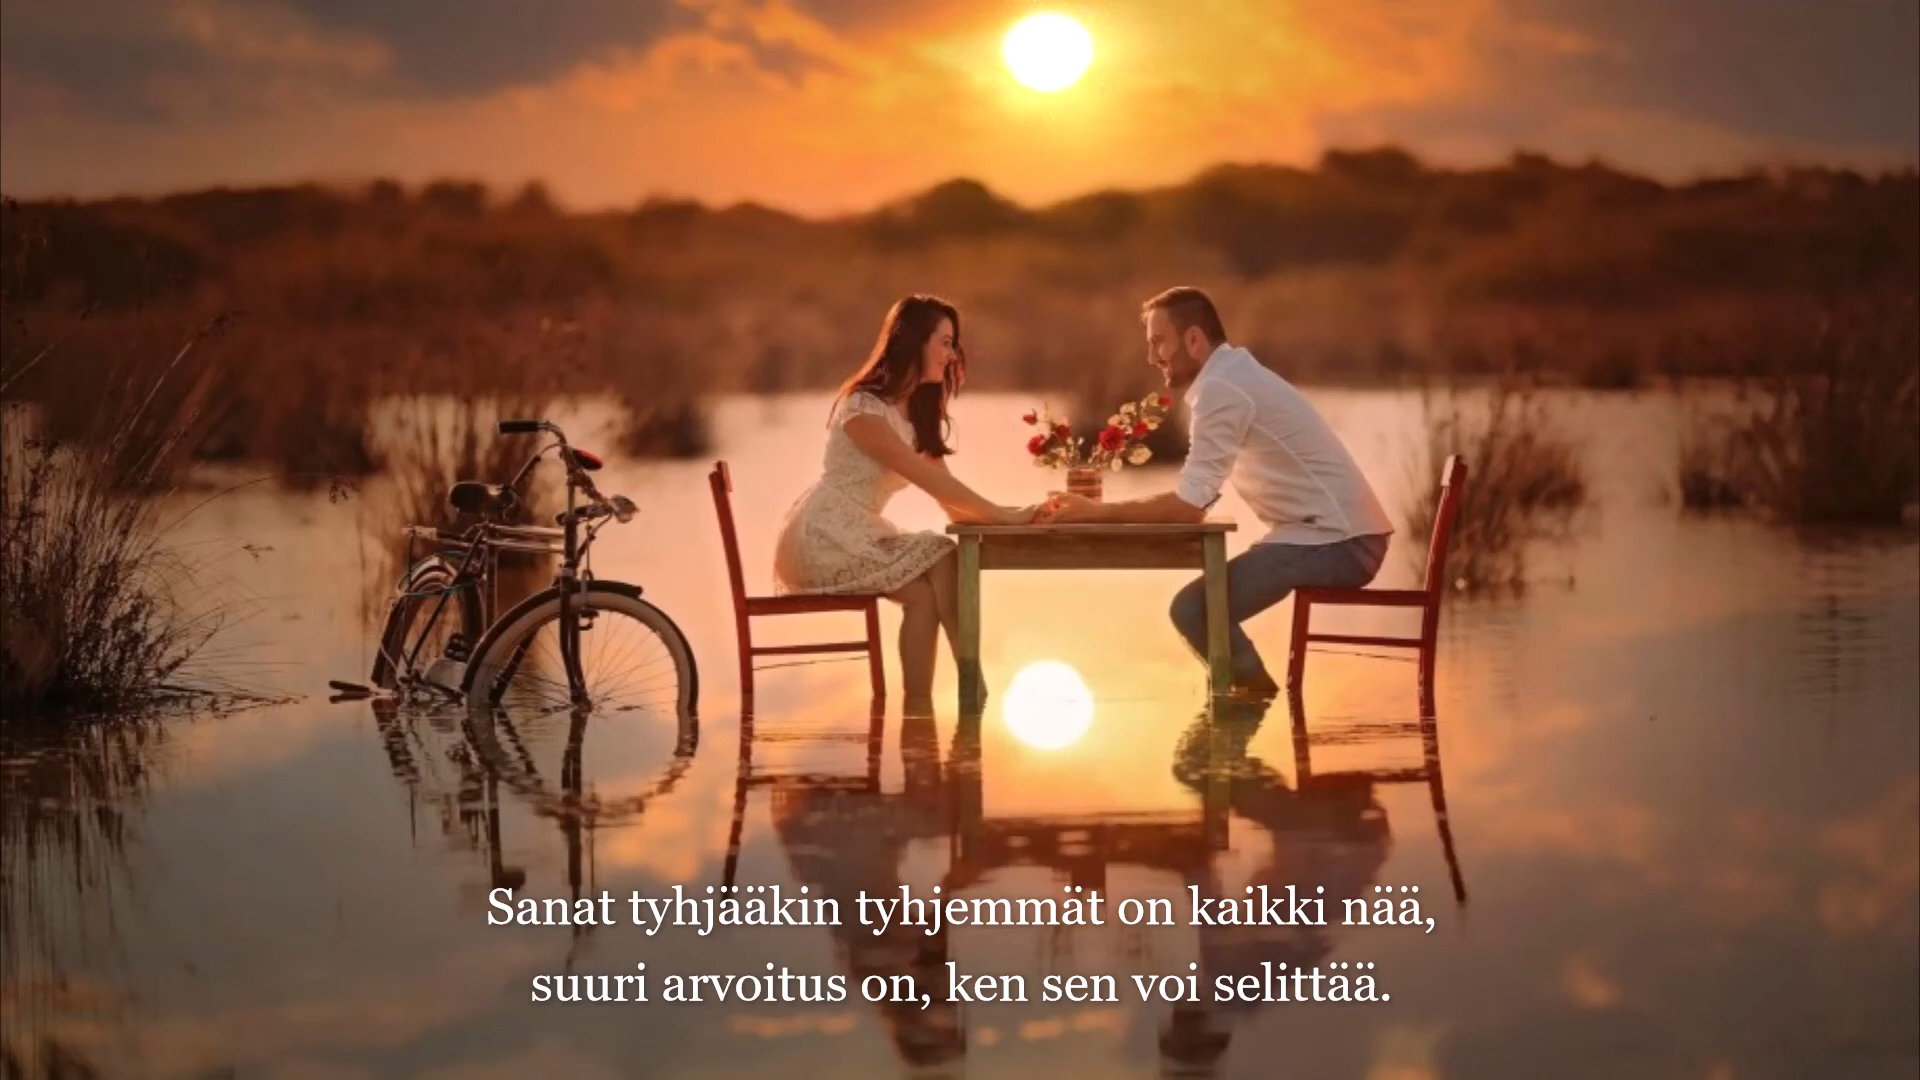 Sanat tyhjääkin tyhjemmät on kaikki nää,
suuri arvoitus on, ken sen voi selittää.